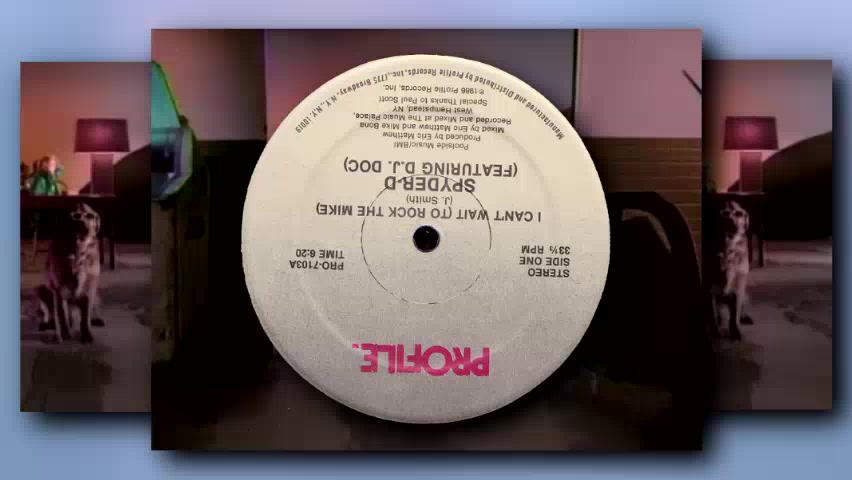 PROFILE.
STEREO
SIDE ONE
33⅓ RPM
PRO-7103A
TIME 6:20
I CAN'T WAIT (TO ROCK THE MIKE)
(J. Smith)
SPYDER-D
(FEATURING D.J. DOC)
Poolside Music/BMI
Produced by Eric Matthew
Mixed by Eric Matthew and Mike Bona
Recorded and Mixed at The Music Palace,
West Hempstead, NY
Special Thanks to Paul Scott
℗ 1986 Profile Records, Inc.
Manufactured and Distributed by Profile Records, Inc., 1775 Broadway, N.Y., N.Y. 10019